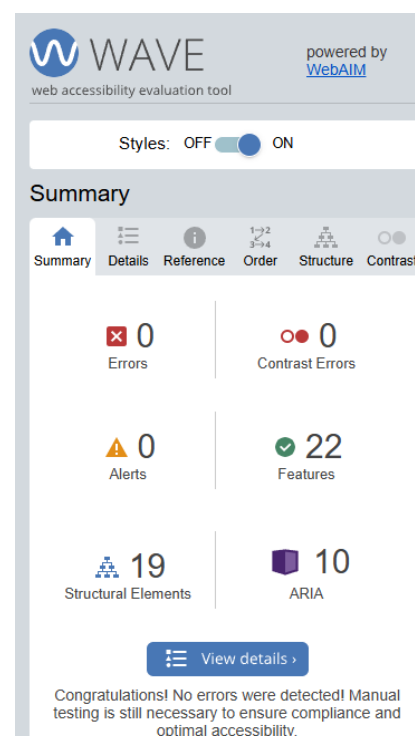 WAVE
web accessibility evaluation tool
powered by
WebAIM
Styles: OFF ON
Summary
Summary Details Reference Order Structure Contrast
0
Errors
0
Contrast Errors
0
Alerts
22
Features
19
Structural Elements
10
ARIA
View details ›
Congratulations! No errors were detected! Manual
testing is still necessary to ensure compliance and
optimal accessibility.